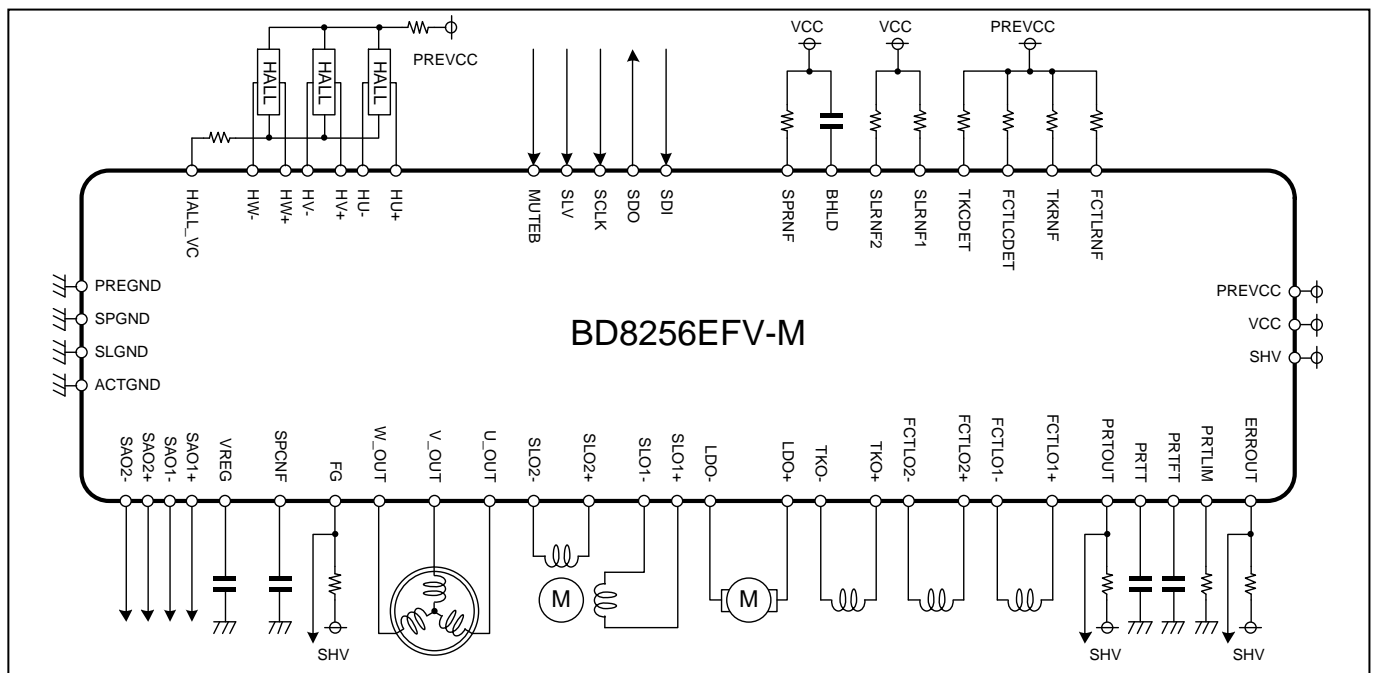 VCC VCC PREVCC
PREVCC
HALL HALL HALL
HALL_VC HW- HW+ HV- HV+ HU- HU+ MUTEB SLV SCLK SDO SDI SPRNF BHLD SLRNF2 SLRNF1 TKCDET FCTLCDET TKRNF FCTLRNF
PREGND
SPGND
SLGND
ACTGND
BD8256EFV-M
PREVCC
VCC
SHV
SAO2- SAO2+ SAO1- SAO1+ VREG SPCNF FG W_OUT V_OUT U_OUT SLO2- SLO2+ SLO1- SLO1+ LDO- LDO+ TKO- TKO+ FCTLO2- FCTLO2+ FCTLO1- FCTLO1+ PRTOUT PRTT PRTFT PRTLIM ERROUT
M M
SHV SHV SHV